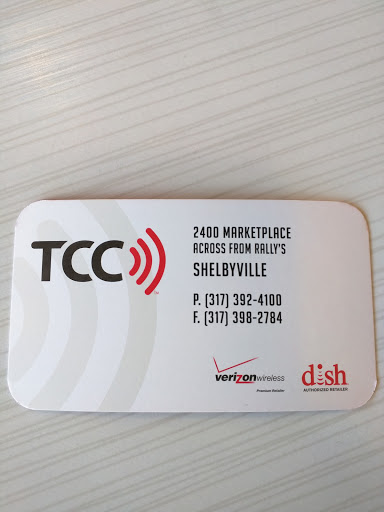 TCC
TM
2400 MARKETPLACE
ACROSS FROM RALLY'S
SHELBYVILLE
P. (317) 392-4100
F. (317) 398-2784
verizonwireless
Premium Retailer
dish
AUTHORIZED RETAILER